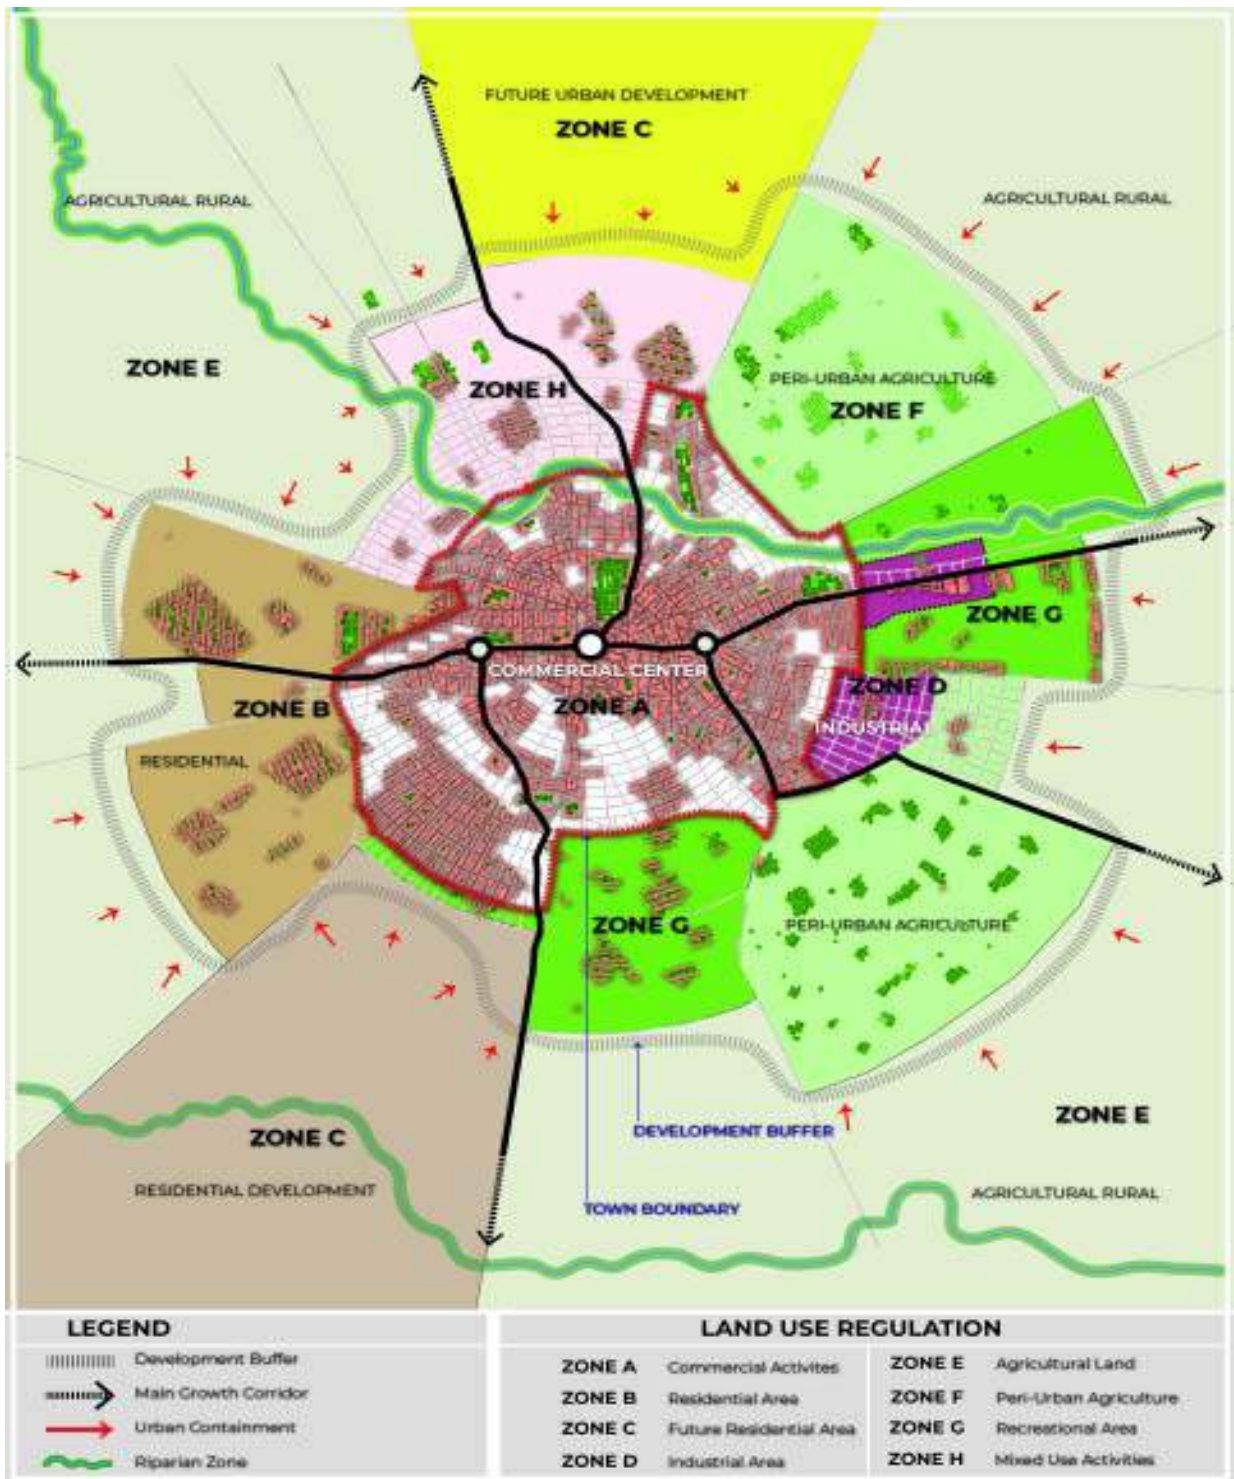 FUTURE URBAN DEVELOPMENT
ZONE C
AGRICULTURAL RURAL
AGRICULTURAL RURAL
ZONE E
ZONE H
PERI-URBAN AGRICULTURE
ZONE F
ZONE G
COMMERCIAL CENTER
ZONE A
ZONE D
INDUSTRIAL
ZONE B
RESIDENTIAL
ZONE G
PERI-URBAN AGRICULTURE
ZONE C
RESIDENTIAL DEVELOPMENT
DEVELOPMENT BUFFER
TOWN BOUNDARY
ZONE E
AGRICULTURAL RURAL
LEGEND
Development Buffer
Main Growth Corridor
Urban Containment
Riparian Zone
LAND USE REGULATION
ZONE A Commercial Activites
ZONE B Residential Area
ZONE C Future Residential Area
ZONE D Industrial Area
ZONE E Agricultural Land
ZONE F Peri-Urban Agriculture
ZONE G Recreational Area
ZONE H Mixed Use Activities